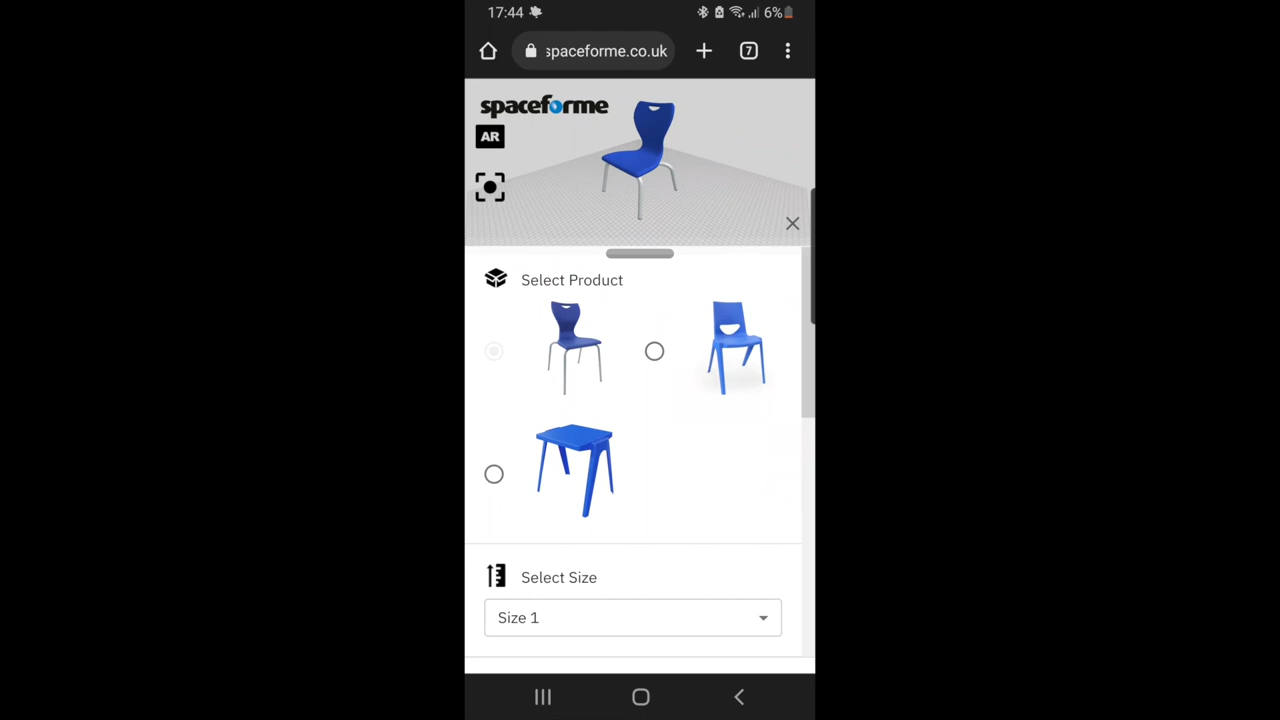 17:44
6%
spaceforme.co.uk
7
spaceforme
AR
Select Product
Select Size
Size 1